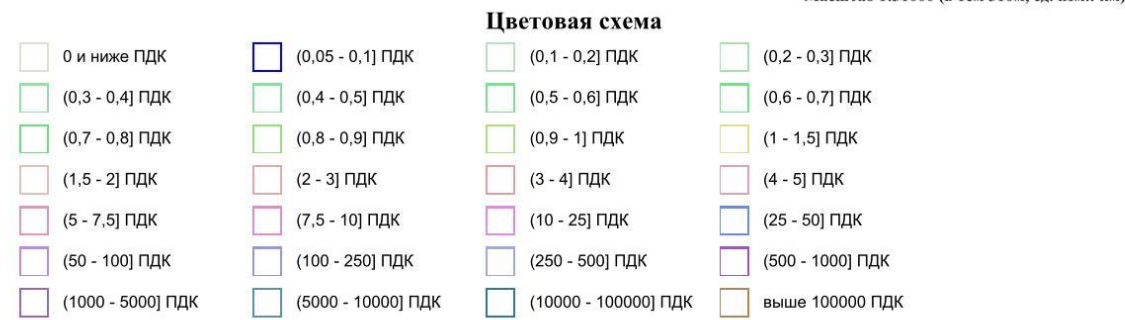 Цветовая схема
0 и ниже ПДК (0,05 - 0,1] ПДК (0,1 - 0,2] ПДК (0,2 - 0,3] ПДК
(0,3 - 0,4] ПДК (0,4 - 0,5] ПДК (0,5 - 0,6] ПДК (0,6 - 0,7] ПДК
(0,7 - 0,8] ПДК (0,8 - 0,9] ПДК (0,9 - 1] ПДК (1 - 1,5] ПДК
(1,5 - 2] ПДК (2 - 3] ПДК (3 - 4] ПДК (4 - 5] ПДК
(5 - 7,5] ПДК (7,5 - 10] ПДК (10 - 25] ПДК (25 - 50] ПДК
(50 - 100] ПДК (100 - 250] ПДК (250 - 500] ПДК (500 - 1000] ПДК
(1000 - 5000] ПДК (5000 - 10000] ПДК (10000 - 100000] ПДК выше 100000 ПДК